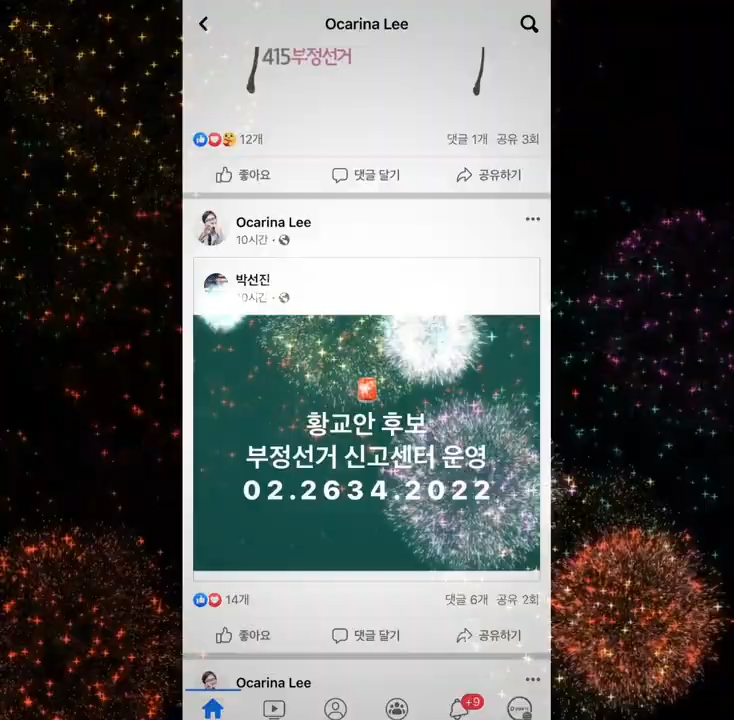 Ocarina Lee
415부정선거
12개
댓글 1개 공유 3회
좋아요 댓글 달기 공유하기
Ocarina Lee
10시간
박선진
10시간
황교안 후보
부정선거 신고센터 운영
02.2634.2022
14개
댓글 6개 공유 2회
좋아요 댓글 달기 공유하기
Ocarina Lee
+9